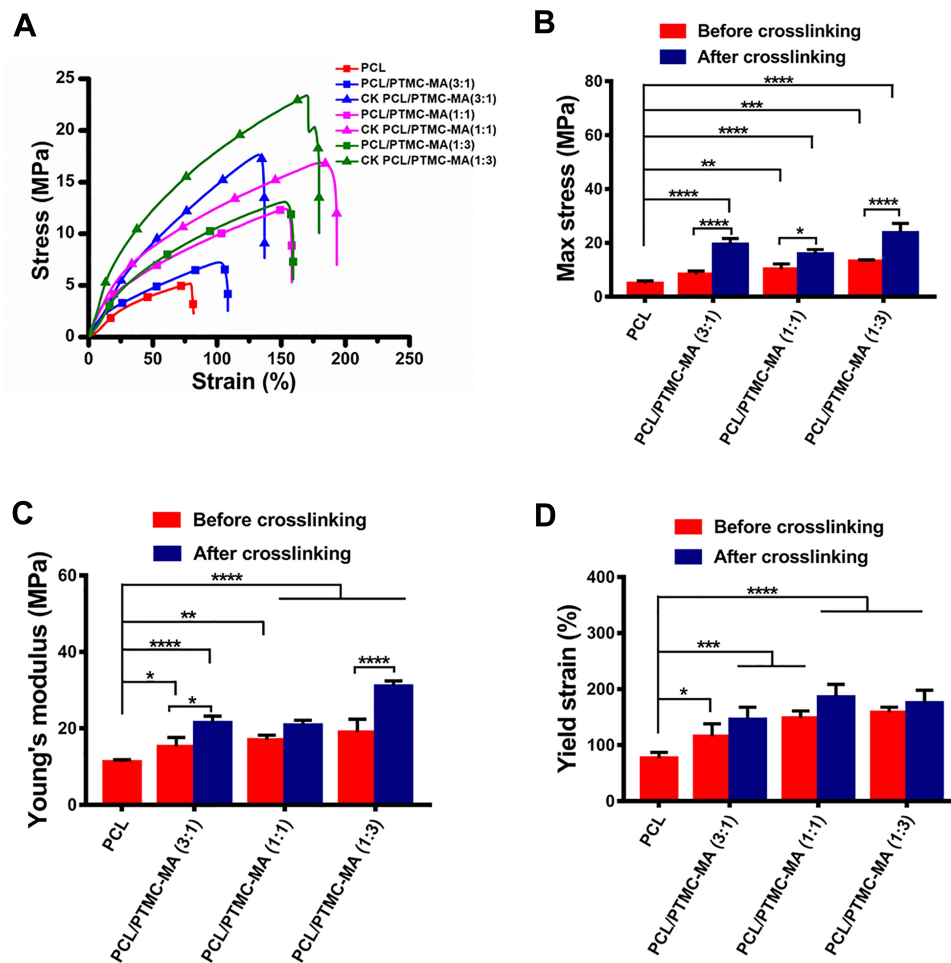 A
Stress (MPa)
25
20
15
10
5
0
0
50
100
150
200
250
Strain (%)
PCL
PCL/PTMC-MA(3:1)
CK PCL/PTMC-MA(3:1)
PCL/PTMC-MA(1:1)
CK PCL/PTMC-MA(1:1)
PCL/PTMC-MA(1:3)
CK PCL/PTMC-MA(1:3)
B
Before crosslinking
After crosslinking
Max stress (MPa)
80
60
40
20
0
****
***
****
**
****
****
*
****
PCL
PCL/PTMC-MA (3:1)
PCL/PTMC-MA (1:1)
PCL/PTMC-MA (1:3)
C
Before crosslinking
After crosslinking
Young's modulus (MPa)
60
40
20
0
****
**
****
****
*
*
PCL
PCL/PTMC-MA (3:1)
PCL/PTMC-MA (1:1)
PCL/PTMC-MA (1:3)
D
Before crosslinking
After crosslinking
Yield strain (%)
400
300
200
100
0
****
***
*
PCL
PCL/PTMC-MA (3:1)
PCL/PTMC-MA (1:1)
PCL/PTMC-MA (1:3)